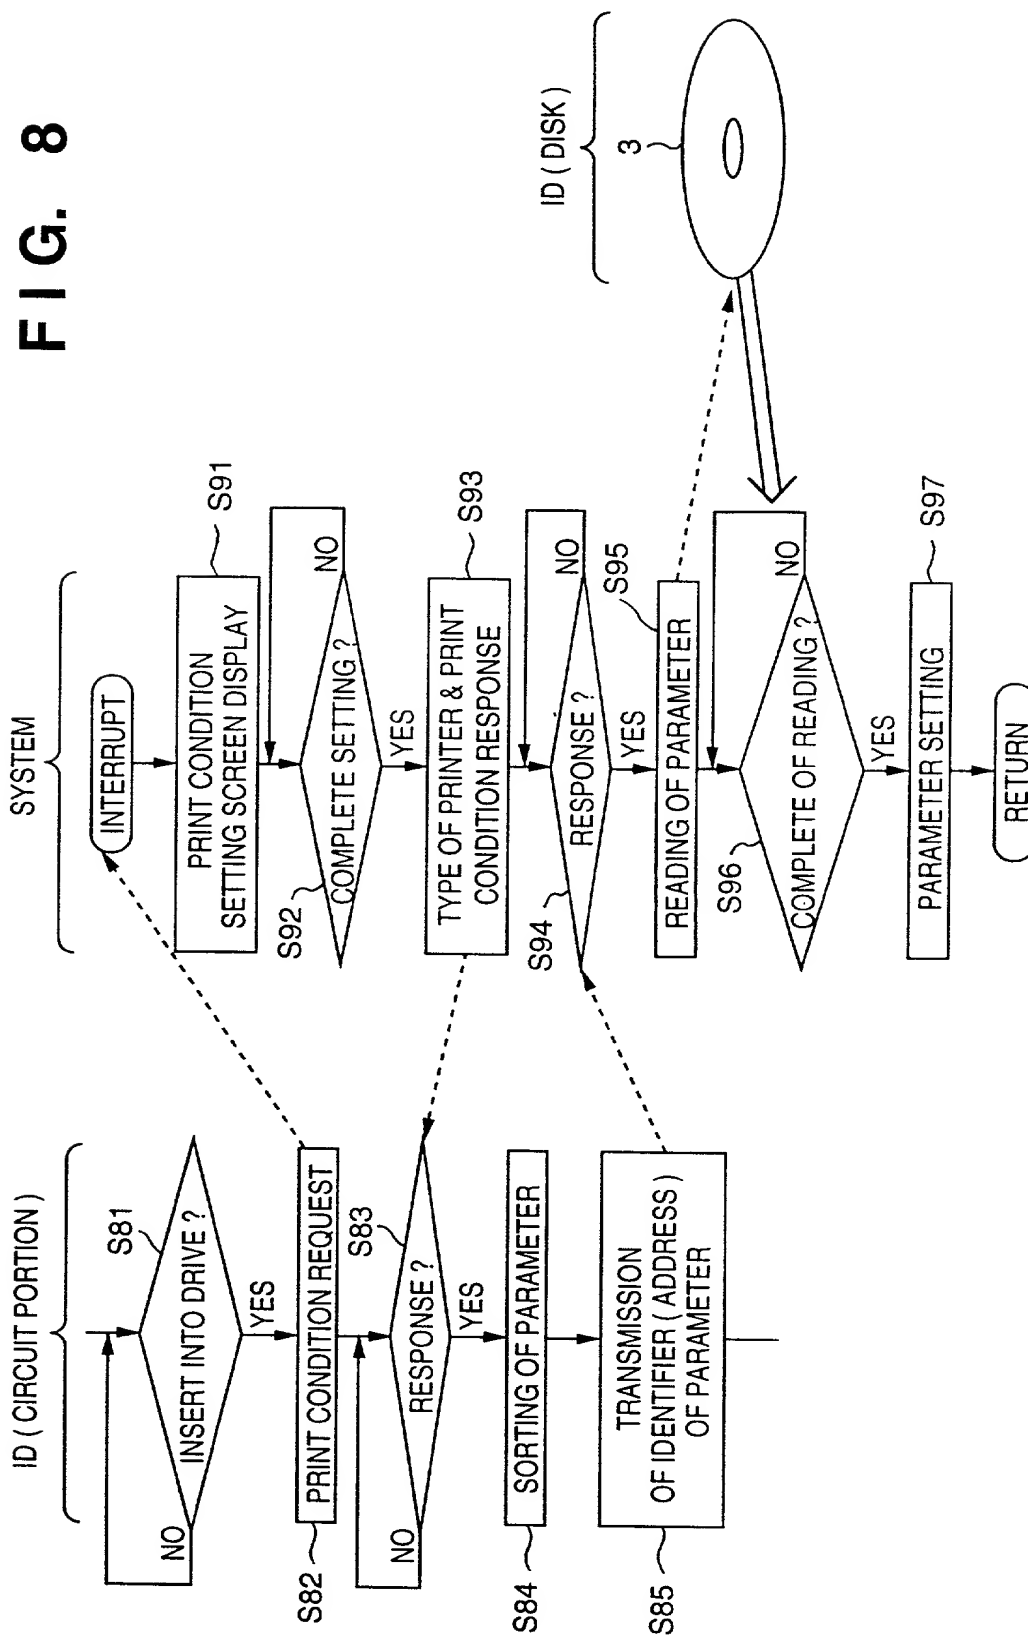 FIG. 8
ID ( CIRCUIT PORTION )
S81
INSERT INTO DRIVE ?
NO
YES
S82
PRINT CONDITION REQUEST
S83
RESPONSE ?
NO
YES
S84
SORTING OF PARAMETER
S85
TRANSMISSION
OF IDENTIFIER ( ADDRESS )
OF PARAMETER
SYSTEM
INTERRUPT
S91
PRINT CONDITION
SETTING SCREEN DISPLAY
S92
COMPLETE SETTING ?
NO
YES
S93
TYPE OF PRINTER & PRINT
CONDITION RESPONSE
S94
RESPONSE ?
NO
YES
S95
READING OF PARAMETER
S96
COMPLETE OF READING ?
NO
YES
S97
PARAMETER SETTING
RETURN
ID ( DISK )
3